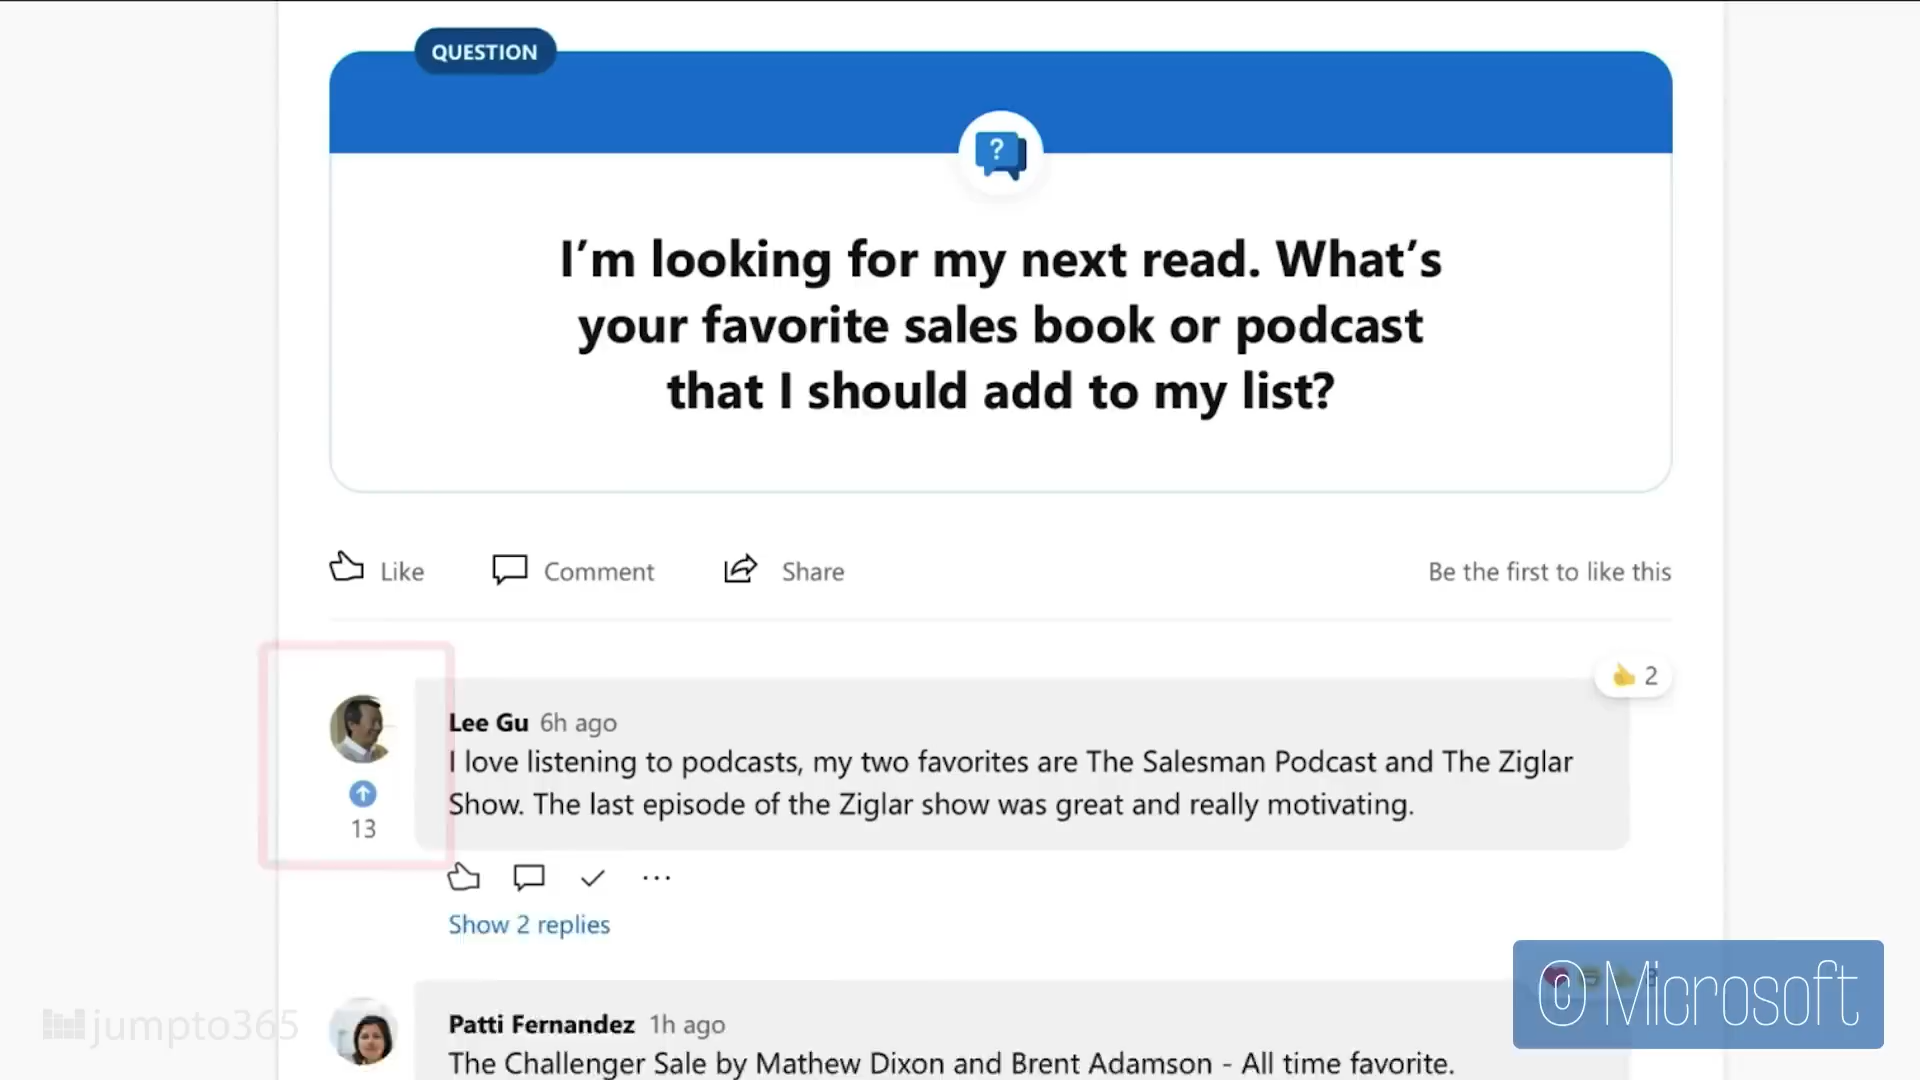 QUESTION
?
I’m looking for my next read. What’s
your favorite sales book or podcast
that I should add to my list?
Like
Comment
Share
Be the first to like this
2
Lee Gu 6h ago
I love listening to podcasts, my two favorites are The Salesman Podcast and The Ziglar
Show. The last episode of the Ziglar show was great and really motivating.
13
...
Show 2 replies
Patti Fernandez 1h ago
The Challenger Sale by Mathew Dixon and Brent Adamson - All time favorite.
jumpto365
© Microsoft